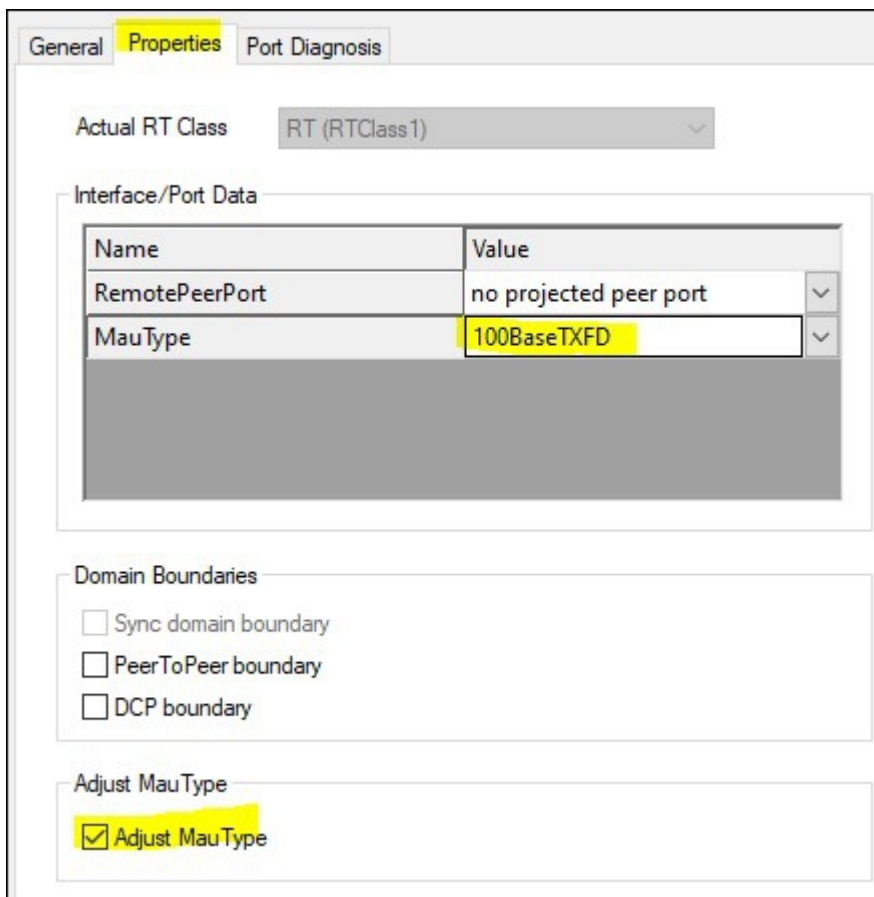 General Properties Port Diagnosis
Actual RT Class RT (RTClass1)
Interface/Port Data
Name Value
RemotePeerPort no projected peer port
MauType 100BaseTXFD
Domain Boundaries
Sync domain boundary
PeerToPeer boundary
DCP boundary
Adjust MauType
Adjust MauType